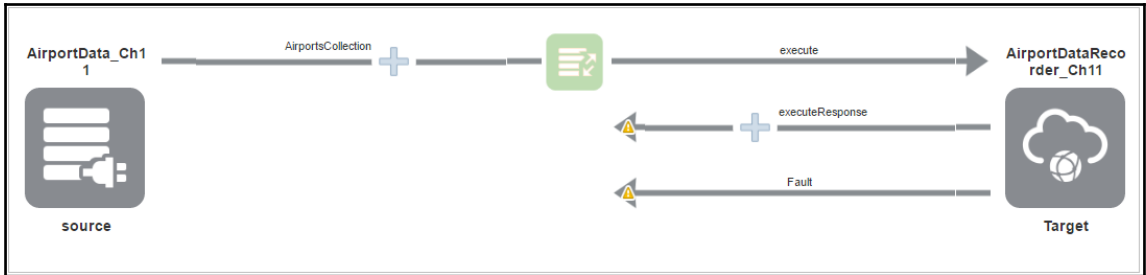 AirportData_Ch1
1
AirportsCollection
execute
AirportDataReco
rder_Ch11
executeResponse
Fault
source
Target